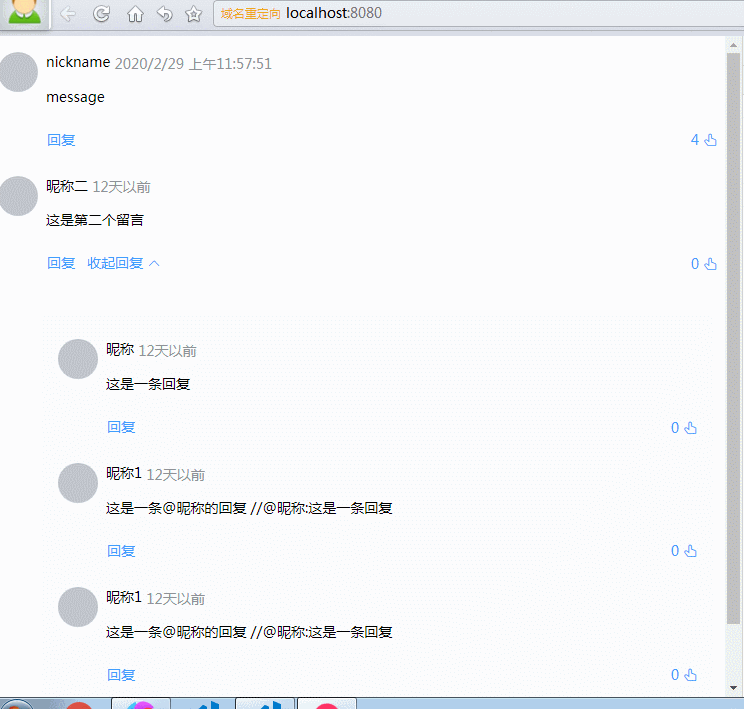 域名重定向 localhost:8080
nickname 2020/2/29 上午11:57:51
message
回复 4
昵称二 12天以前
这是第二个留言
回复 收起回复 0
昵称 12天以前
这是一条回复
回复 0
昵称1 12天以前
这是一条@昵称的回复 //@昵称:这是一条回复
回复 0
昵称1 12天以前
这是一条@昵称的回复 //@昵称:这是一条回复
回复 0